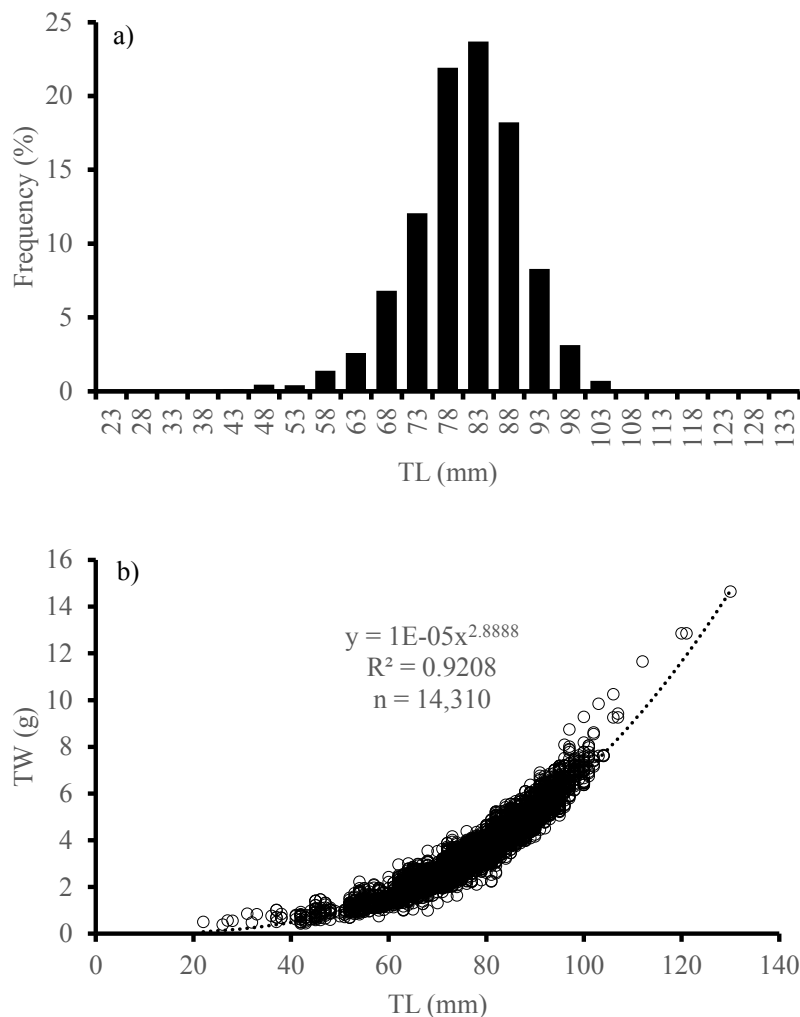 a)
25
20
15
10
5
0
Frequency (%)
23 28 33 38 43 48 53 58 63 68 73 78 83 88 93 98 103 108 113 118 123 128 133
TL (mm)
b)
16
14
12
10
8
6
4
2
0
TW (g)
y = 1E-05x^2.8888
R² = 0.9208
n = 14,310
0 20 40 60 80 100 120 140
TL (mm)